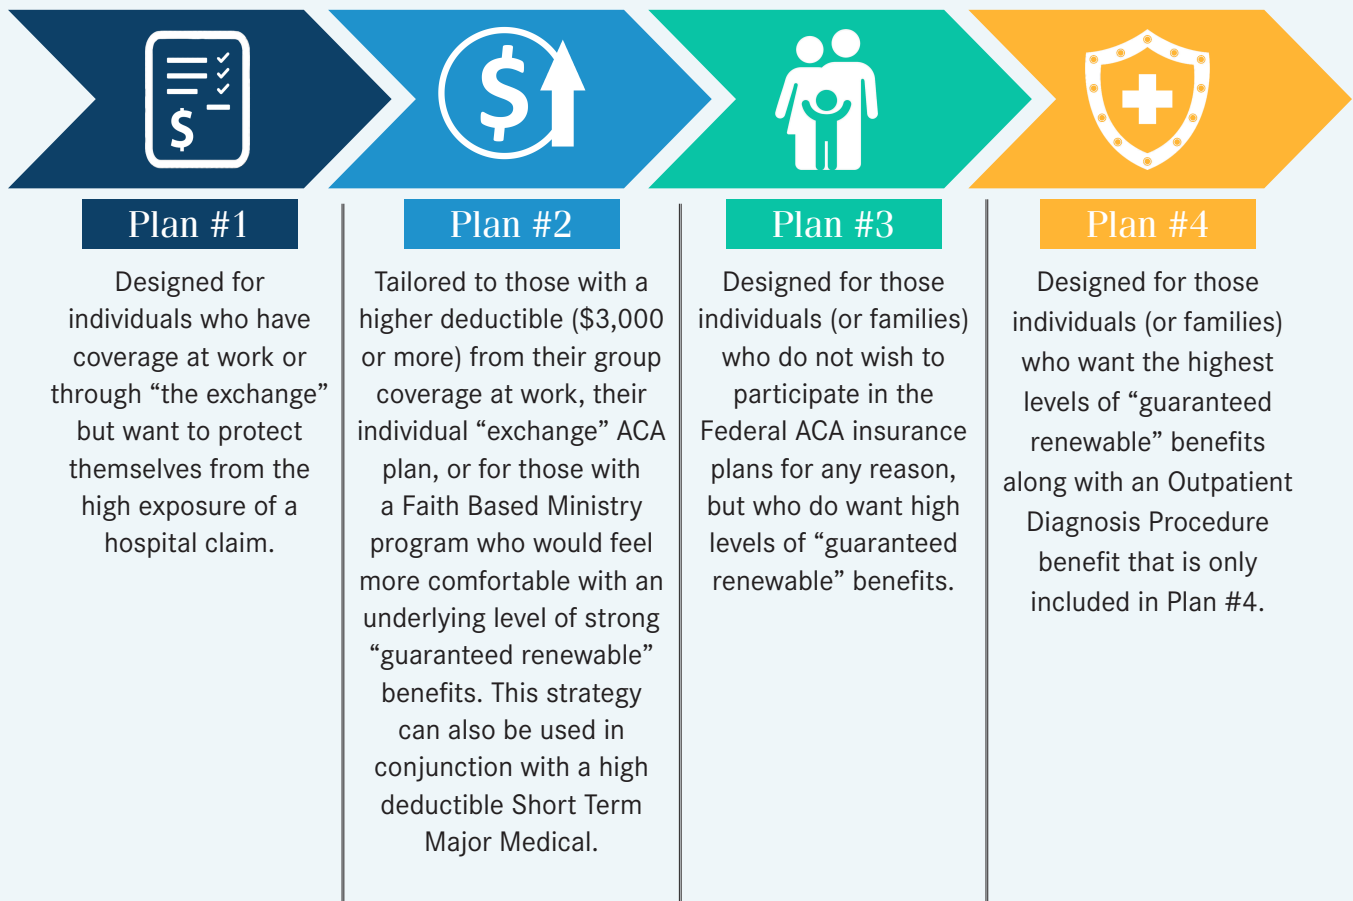 $
$
Plan #1
Designed for
individuals who have
coverage at work or
through “the exchange”
but want to protect
themselves from the
high exposure of a
hospital claim.
Plan #2
Tailored to those with a
higher deductible ($3,000
or more) from their group
coverage at work, their
individual “exchange” ACA
plan, or for those with
a Faith Based Ministry
program who would feel
more comfortable with an
underlying level of strong
“guaranteed renewable”
benefits. This strategy
can also be used in
conjunction with a high
deductible Short Term
Major Medical.
Plan #3
Designed for those
individuals (or families)
who do not wish to
participate in the
Federal ACA insurance
plans for any reason,
but who do want high
levels of “guaranteed
renewable” benefits.
Plan #4
Designed for those
individuals (or families)
who want the highest
levels of “guaranteed
renewable” benefits
along with an Outpatient
Diagnosis Procedure
benefit that is only
included in Plan #4.